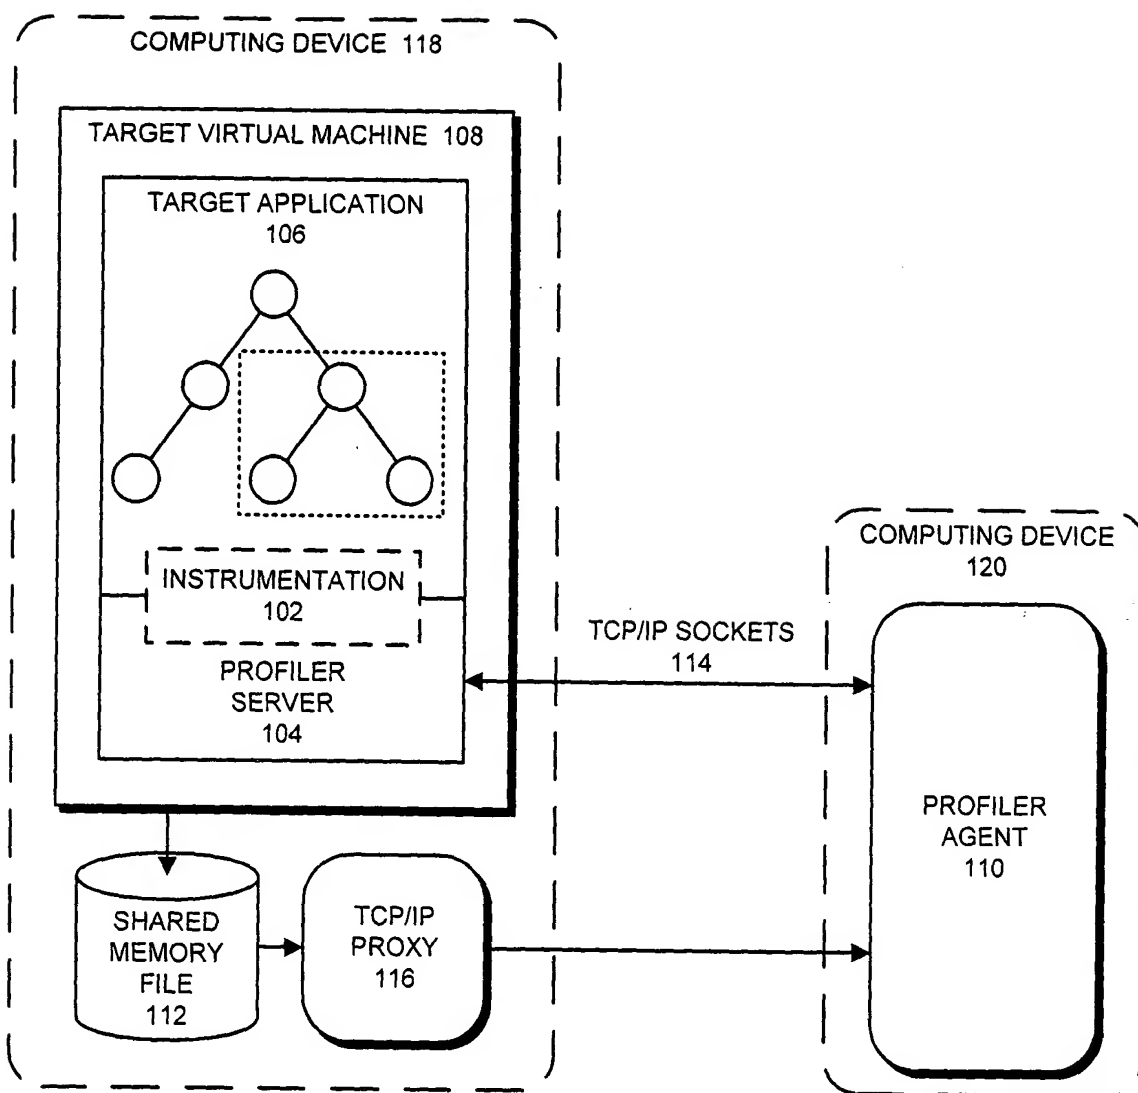 COMPUTING DEVICE 118
TARGET VIRTUAL MACHINE 108
TARGET APPLICATION
106
INSTRUMENTATION
102
PROFILER
SERVER
104
TCP/IP SOCKETS
114
COMPUTING DEVICE
120
PROFILER
AGENT
110
SHARED
MEMORY
FILE
112
TCP/IP
PROXY
116